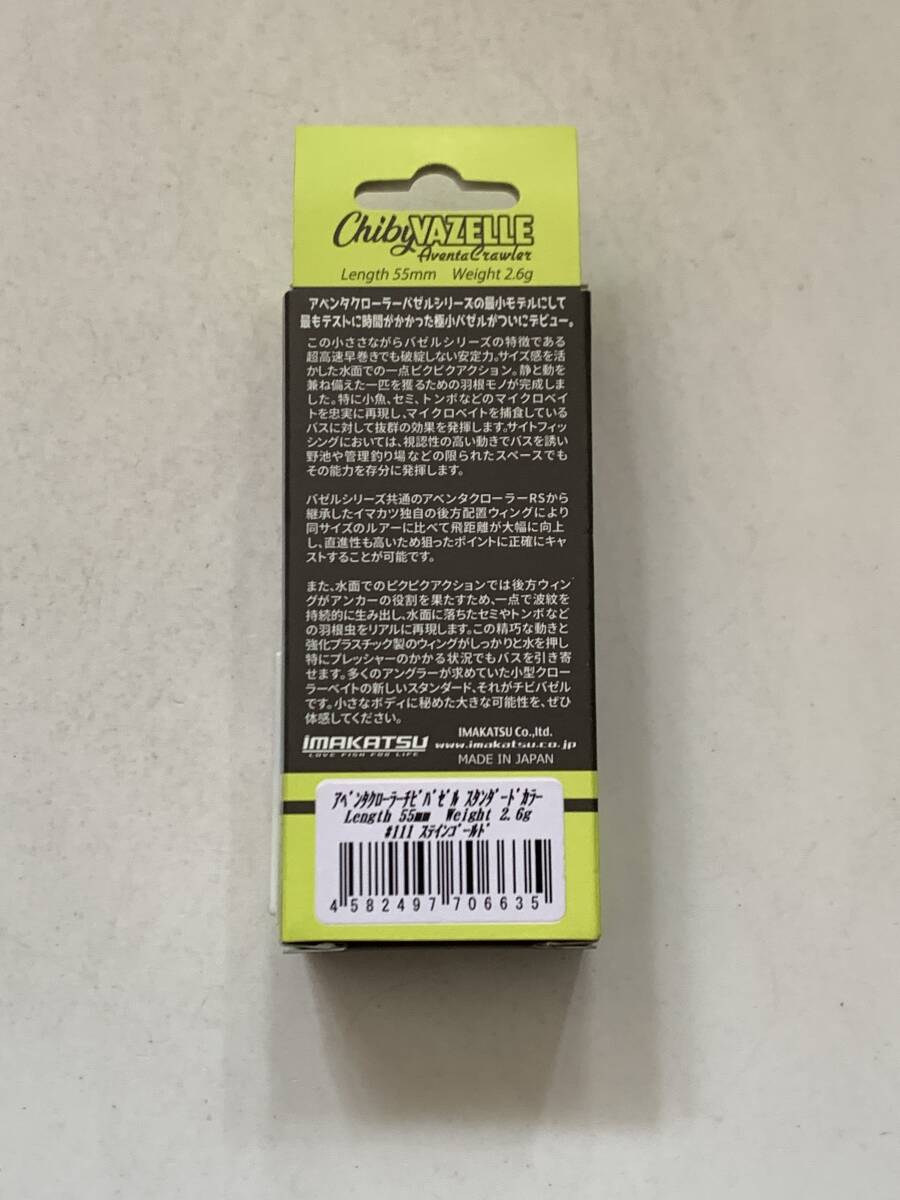 ChibyVAZELLE
AventaCrawler
Length 55mm Weight 2.6g
アベンタクローラーバゼルシリーズの最小モデルにして
最もテストに時間がかかった極小バゼルがついにデビュー。
この小ささながらバゼルシリーズの特徴である
超高速早巻きでも破綻しない安定力。サイズ感を活
かした水面での一点ピクピクアクション。静と動を
兼ね備えた一匹を獲るための羽根モノが完成しま
した。特に小魚、セミ、トンボなどのマイクロベイ
トを忠実に再現し、マイクロベイトを捕食している
バスに対して抜群の効果を発揮します。サイトフィッ
シングにおいては、視認性の高い動きでバスを誘い
野池や管理釣り場などの限られたスペースでも
その能力を存分に発揮します。
バゼルシリーズ共通のアベンタクローラーRSから
継承したイマカツ独自の後方配置ウィングにより
同サイズのルアーに比べて飛距離が大幅に向上
し、直進性も高いため狙ったポイントに正確にキャ
ストすることが可能です。
また、水面でのピクピクアクションでは後方ウィン
グがアンカーの役割を果たすため、一点で波紋を
持続的に生み出し、水面に落ちたセミやトンボなど
の羽根虫をリアルに再現します。この精巧な動きと
強化プラスチック製のウィングがしっかりと水を押し
特にプレッシャーのかかる状況でもバスを引き寄
せます。多くのアングラーが求めていた小型クロー
ラーベイトの新しいスタンダード、それがチビバゼル
です。小さなボディに秘めた大きな可能性を、ぜひ
体感してください。
IMAKATSU Co.,ltd.
IMAKATSU www.imakatsu.co.jp
LOVE FISH FOR LIFE
MADE IN JAPAN
ｱﾍﾞﾝﾀｸﾛｰﾗｰﾁﾋﾞﾊﾞｾﾞﾙ ｽﾀﾝﾀﾞｰﾄﾞｶﾗｰ
Length 55mm Weight 2.6g
#111 ｽﾃｲﾝｺﾞｰﾙﾄﾞ
4 582497 706635